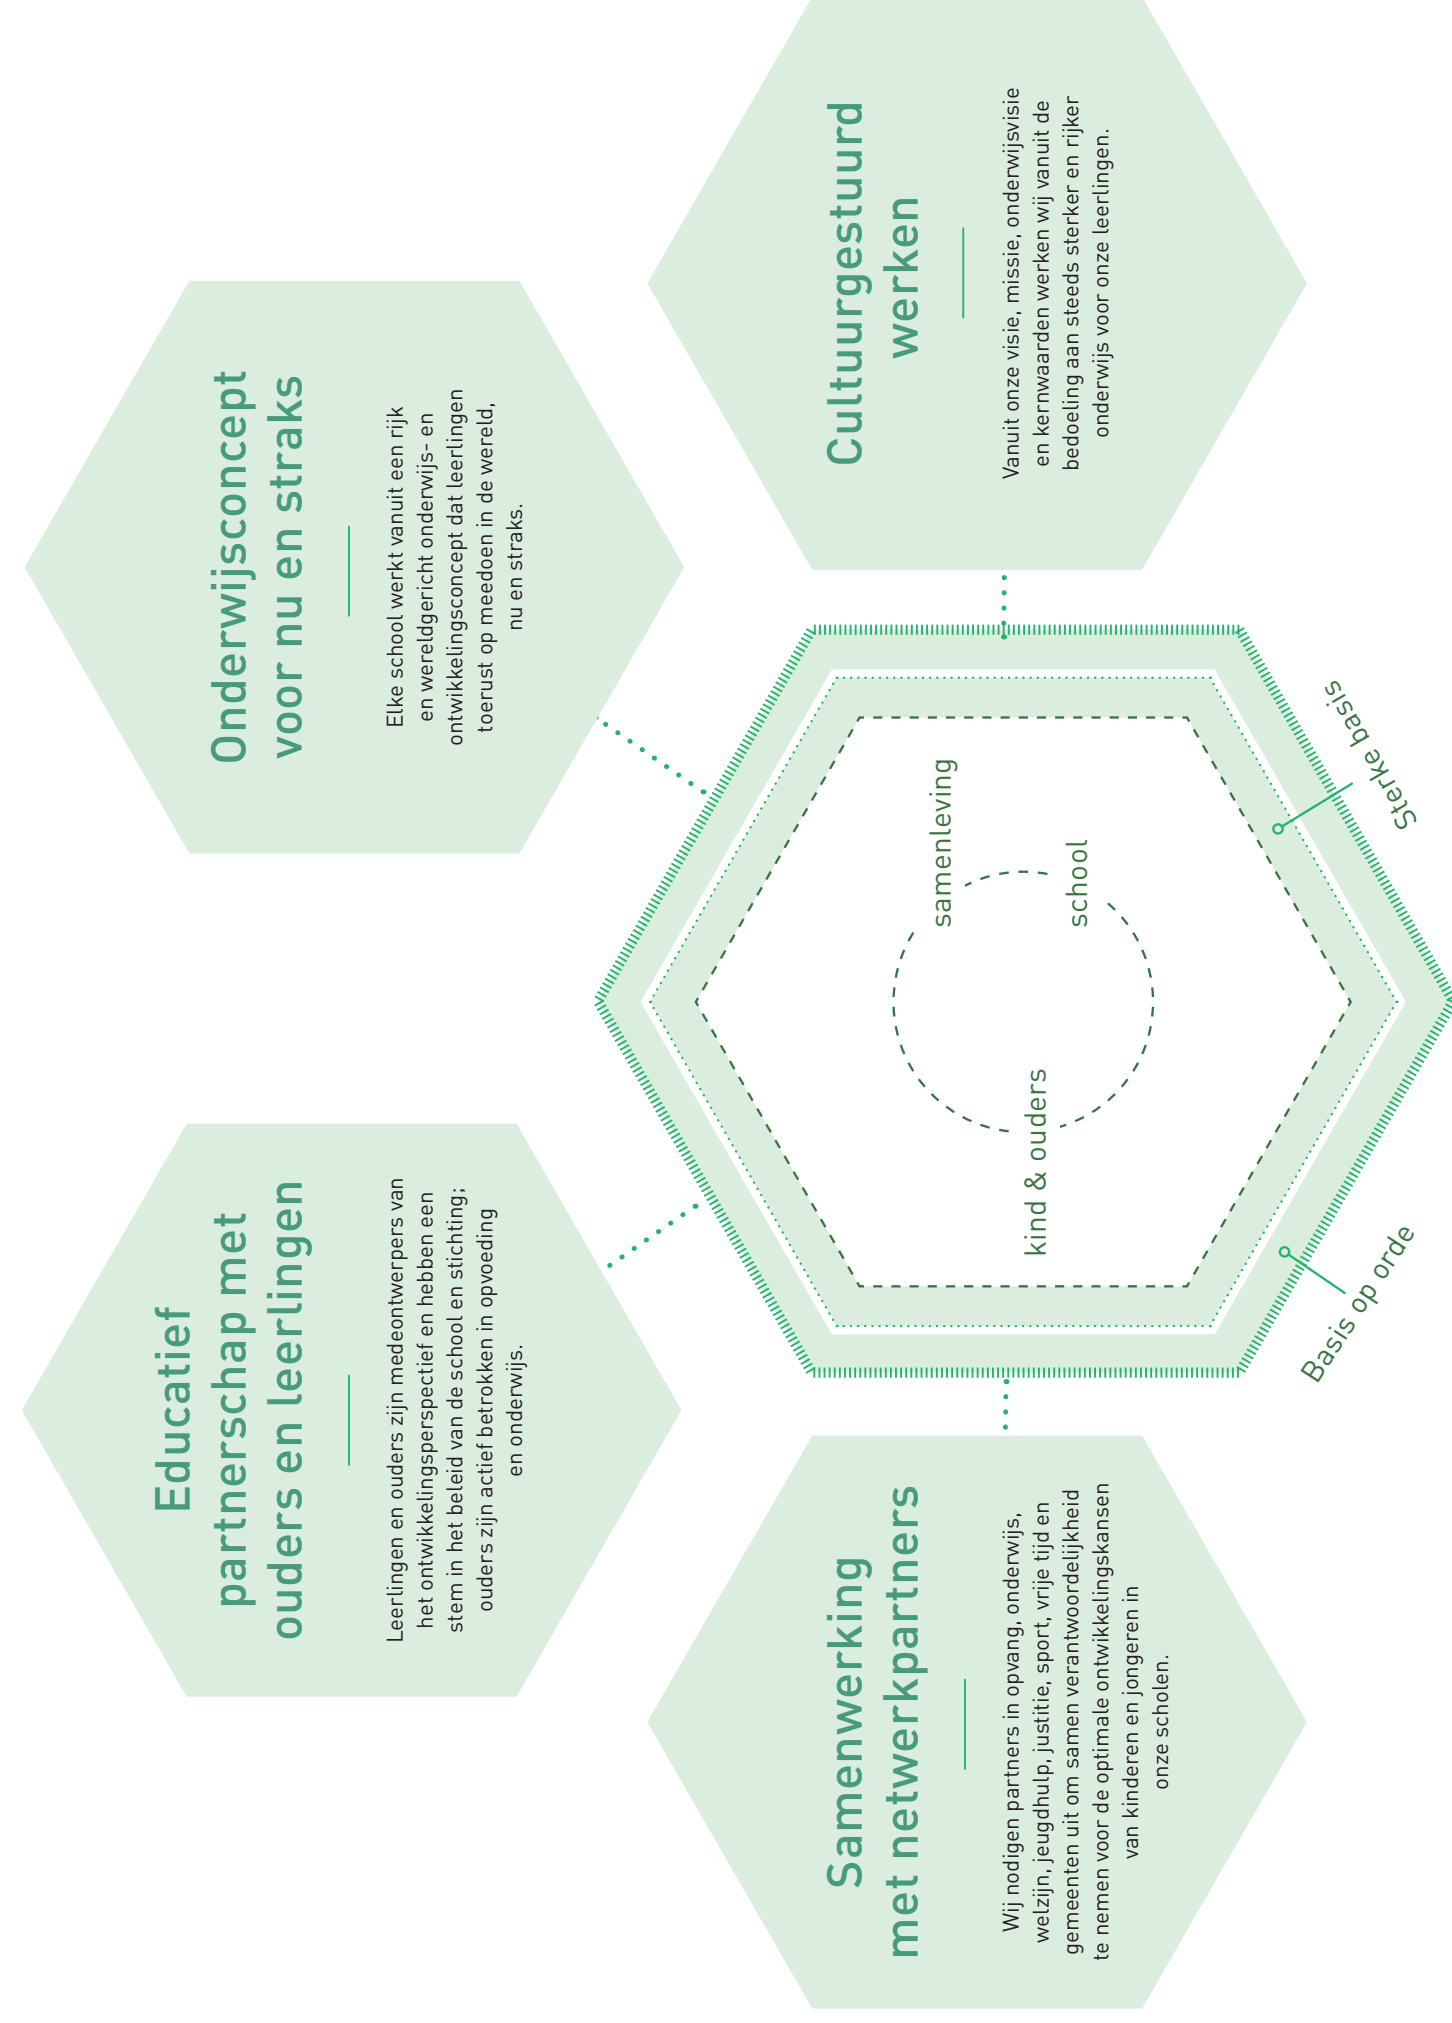 Educatief
partnerschap met
ouders en leerlingen
Leerlingen en ouders zijn medeontwerpers van
het ontwikkelingsperspectief en hebben een
stem in het beleid van de school en stichting;
ouders zijn actief betrokken in opvoeding
en onderwijs.
Onderwijsconcept
voor nu en straks
Elke school werkt vanuit een rijk
en wereldgericht onderwijs- en
ontwikkelingsconcept dat leerlingen
toerust op meedoen in de wereld,
nu en straks.
Samenwerking
met netwerkpartners
Wij nodigen partners in opvang, onderwijs,
welzijn, jeugdhulp, justitie, sport, vrije tijd en
gemeenten uit om samen verantwoordelijkheid
te nemen voor de optimale ontwikkelingskansen
van kinderen en jongeren in
onze scholen.
samenleving
kind & ouders
school
Basis op orde
Sterke basis
Cultuurgestuurd
werken
Vanuit onze visie, missie, onderwijsvisie
en kernwaarden werken wij vanuit de
bedoeling aan steeds sterker en rijker
onderwijs voor onze leerlingen.